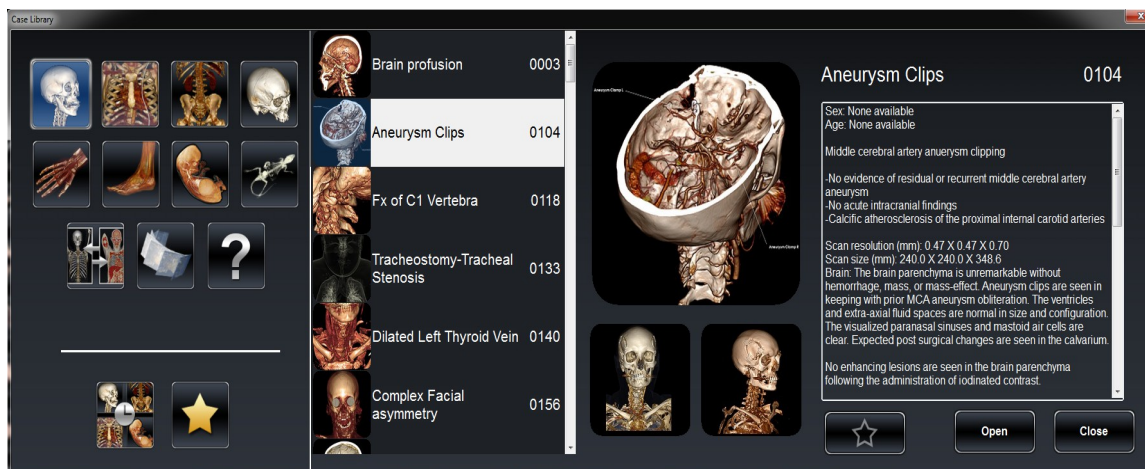 Case Library
X
Brain profusion 0003
Aneurysm Clips 0104
Fx of C1 Vertebra 0118
Tracheostomy-Tracheal
Stenosis 0133
Dilated Left Thyroid Vein 0140
Complex Facial
asymmetry 0156
?
Aneurysm Clamp L
Aneurysm Clamp R
Aneurysm Clips 0104
Sex: None available
Age: None available
Middle cerebral artery anuerysm clipping
-No evidence of residual or recurrent middle cerebral artery
aneurysm
-No acute intracranial findings
-Calcific atherosclerosis of the proximal internal carotid arteries
Scan resolution (mm): 0.47 X 0.47 X 0.70
Scan size (mm): 240.0 X 240.0 X 348.6
Brain: The brain parenchyma is unremarkable without
hemorrhage, mass, or mass-effect. Aneurysm clips are seen in
keeping with prior MCA aneurysm obliteration. The ventricles
and extra-axial fluid spaces are normal in size and configuration.
The visualized paranasal sinuses and mastoid air cells are
clear. Expected post surgical changes are seen in the calvarium.
No enhancing lesions are seen in the brain parenchyma
following the administration of iodinated contrast.
Open
Close